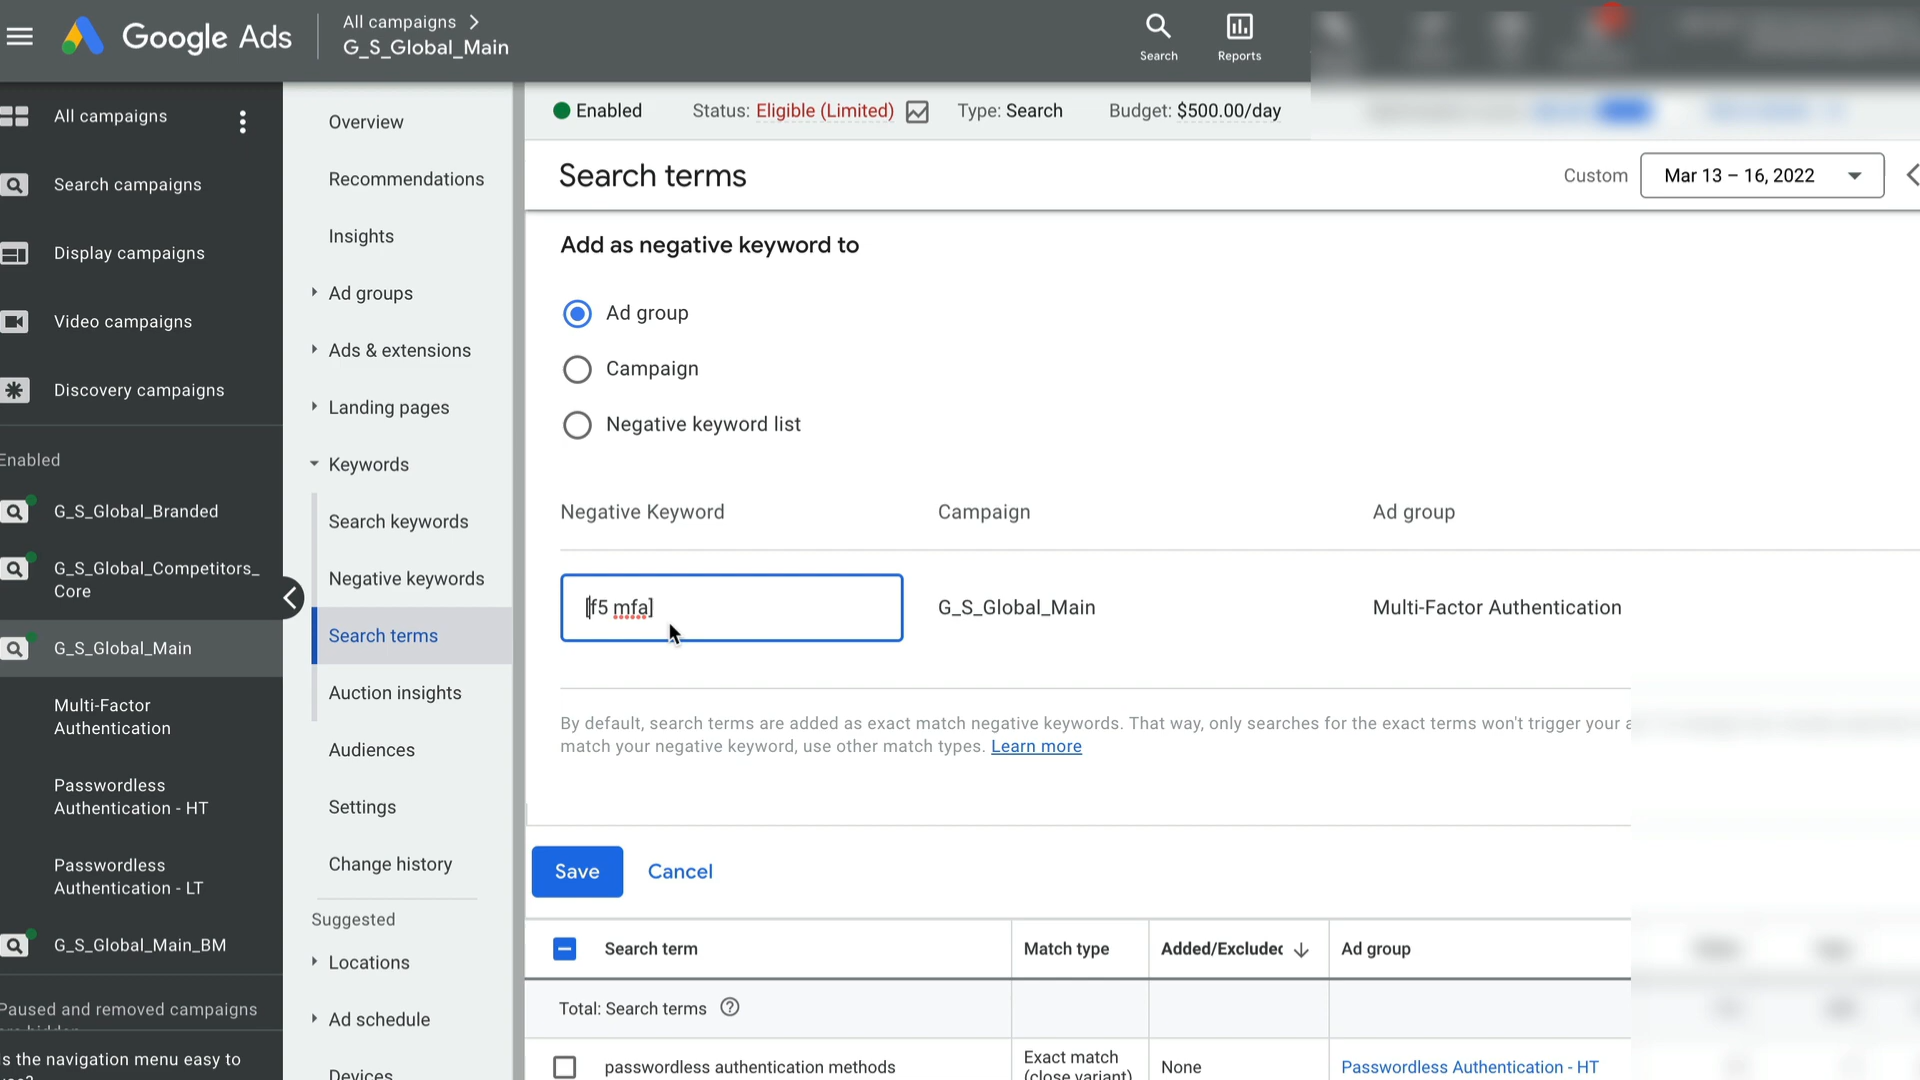 Google Ads
All campaigns
G_S_Global_Main
Search
Reports
All campaigns
Search campaigns
Display campaigns
Video campaigns
Discovery campaigns
Enabled
G_S_Global_Branded
G_S_Global_Competitors_
Core
G_S_Global_Main
Multi-Factor
Authentication
Passwordless
Authentication - HT
Passwordless
Authentication - LT
G_S_Global_Main_BM
Paused and removed campaigns
s the navigation menu easy to
Overview
Recommendations
Insights
Ad groups
Ads & extensions
Landing pages
Keywords
Search keywords
Negative keywords
Search terms
Auction insights
Audiences
Settings
Change history
Suggested
Locations
Ad schedule
Devices
Enabled Status: Eligible (Limited) Type: Search Budget: $500.00/day
Search terms
Custom Mar 13 – 16, 2022
Add as negative keyword to
Ad group
Campaign
Negative keyword list
Negative Keyword Campaign Ad group
[f5 mfa] G_S_Global_Main Multi-Factor Authentication
By default, search terms are added as exact match negative keywords. That way, only searches for the exact terms won't trigger your a
match your negative keyword, use other match types. Learn more
Save Cancel
Search term Match type Added/Excluded Ad group
Total: Search terms
passwordless authentication methods Exact match (close variant) None Passwordless Authentication - HT